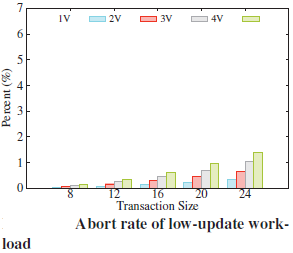 7
1V 2V 3V 4V
6
5
4
3
2
1
0
Percent (%)
8 12 16 20 24
Transaction Size
Abort rate of low-update work-
load